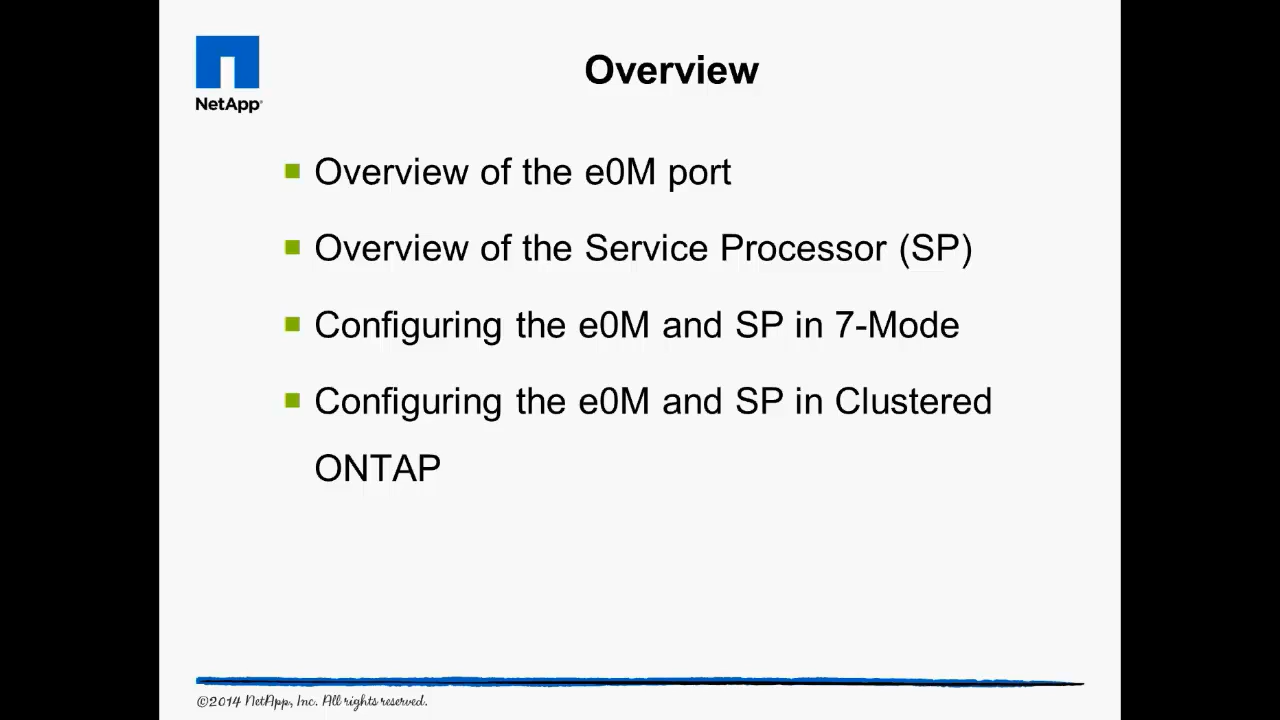 NetApp®
Overview
Overview of the e0M port
Overview of the Service Processor (SP)
Configuring the e0M and SP in 7-Mode
Configuring the e0M and SP in Clustered
ONTAP
©2014 NetApp, Inc. All rights reserved.